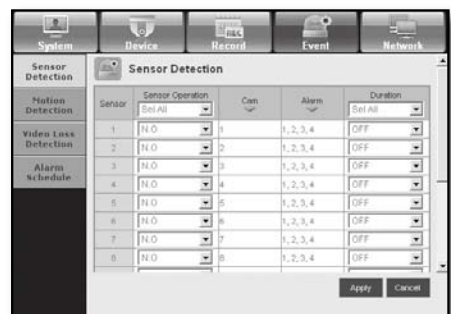 REC
System Device Record Event Network
Sensor Detection
Motion Detection
Video Loss Detection
Alarm Schedule
Sensor Detection
Sensor Sensor Operation Cam Alarm Duration
Sel All Sel All
1 N.O 1 1, 2, 3, 4 OFF
2 N.O 2 1, 2, 3, 4 OFF
3 N.O 3 1, 2, 3, 4 OFF
4 N.O 4 1, 2, 3, 4 OFF
5 N.O 5 1, 2, 3, 4 OFF
6 N.O 6 1, 2, 3, 4 OFF
7 N.O 7 1, 2, 3, 4 OFF
8 N.O 8 1, 2, 3, 4 OFF
Apply Cancel